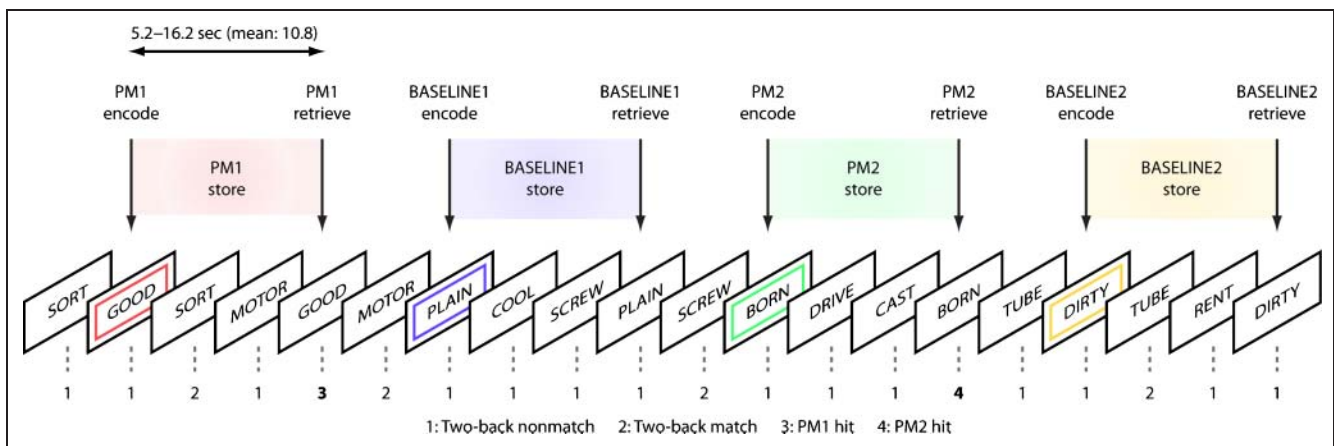 5.2–16.2 sec (mean: 10.8)
PM1 encode
PM1 retrieve
BASELINE1 encode
BASELINE1 retrieve
PM2 encode
PM2 retrieve
BASELINE2 encode
BASELINE2 retrieve
PM1 store
BASELINE1 store
PM2 store
BASELINE2 store
SORT GOOD SORT MOTOR GOOD MOTOR PLAIN COOL SCREW PLAIN SCREW BORN DRIVE CAST BORN TUBE DIRTY TUBE RENT DIRTY
1 1 2 1 3 2 1 1 1 1 2 1 1 1 4 1 1 2 1 1
1: Two-back nonmatch 2: Two-back match 3: PM1 hit 4: PM2 hit